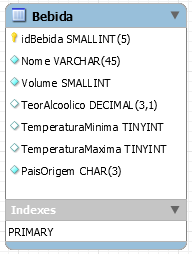 Bebida
idBebida SMALLINT(5)
Nome VARCHAR(45)
Volume SMALLINT
TeorAlcoolico DECIMAL(3,1)
TemperaturaMinima TINYINT
TemperaturaMaxima TINYINT
PaisOrigem CHAR(3)
Indexes
PRIMARY